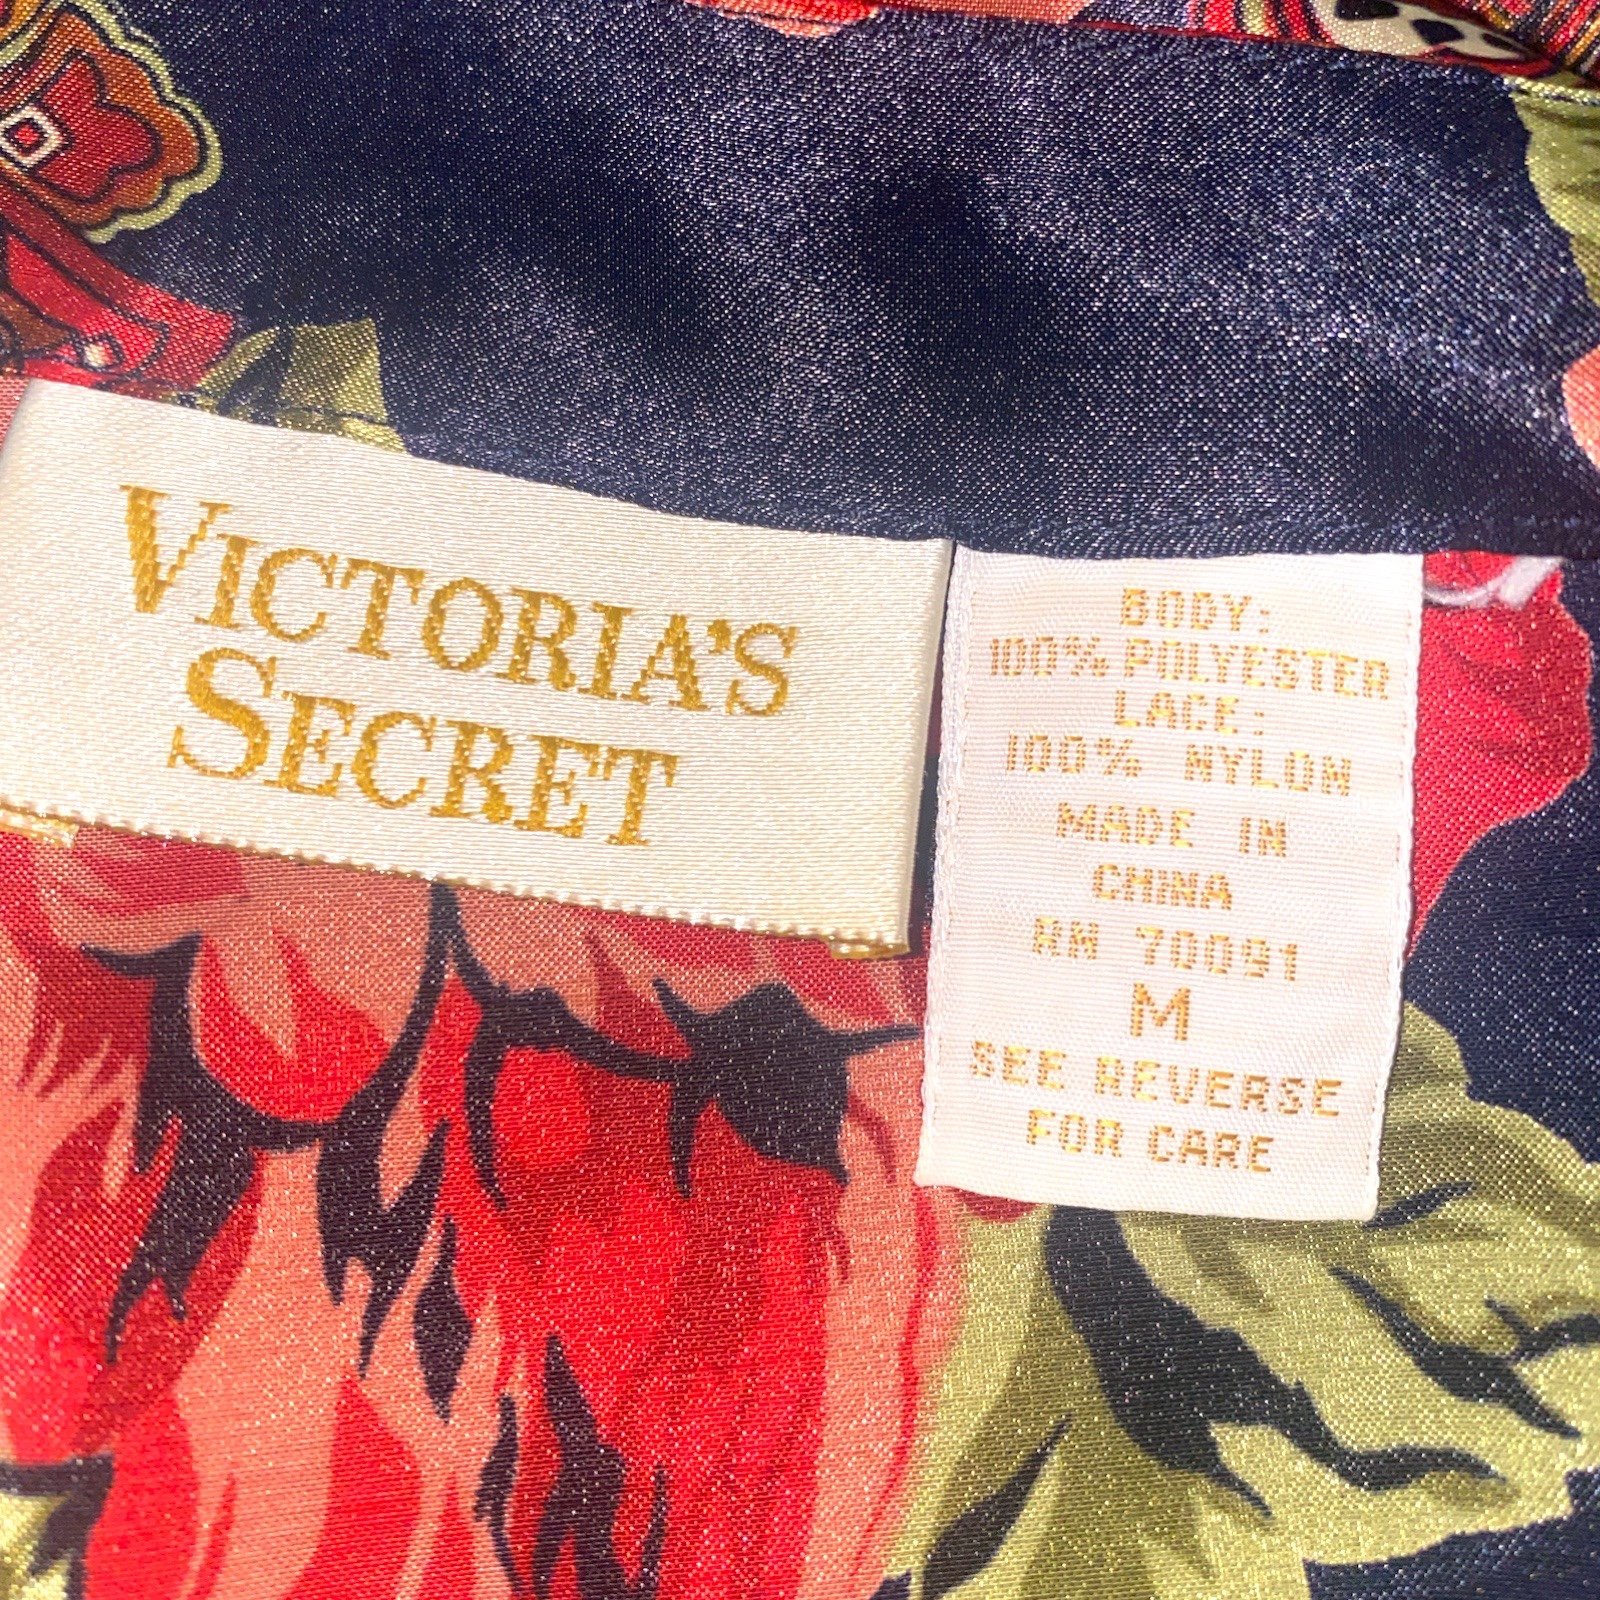 VICTORIA'S
SECRET
BODY:
100% POLYESTER
LACE:
100% NYLON
MADE IN
CHINA
RN 70091
M
SEE REVERSE
FOR CARE